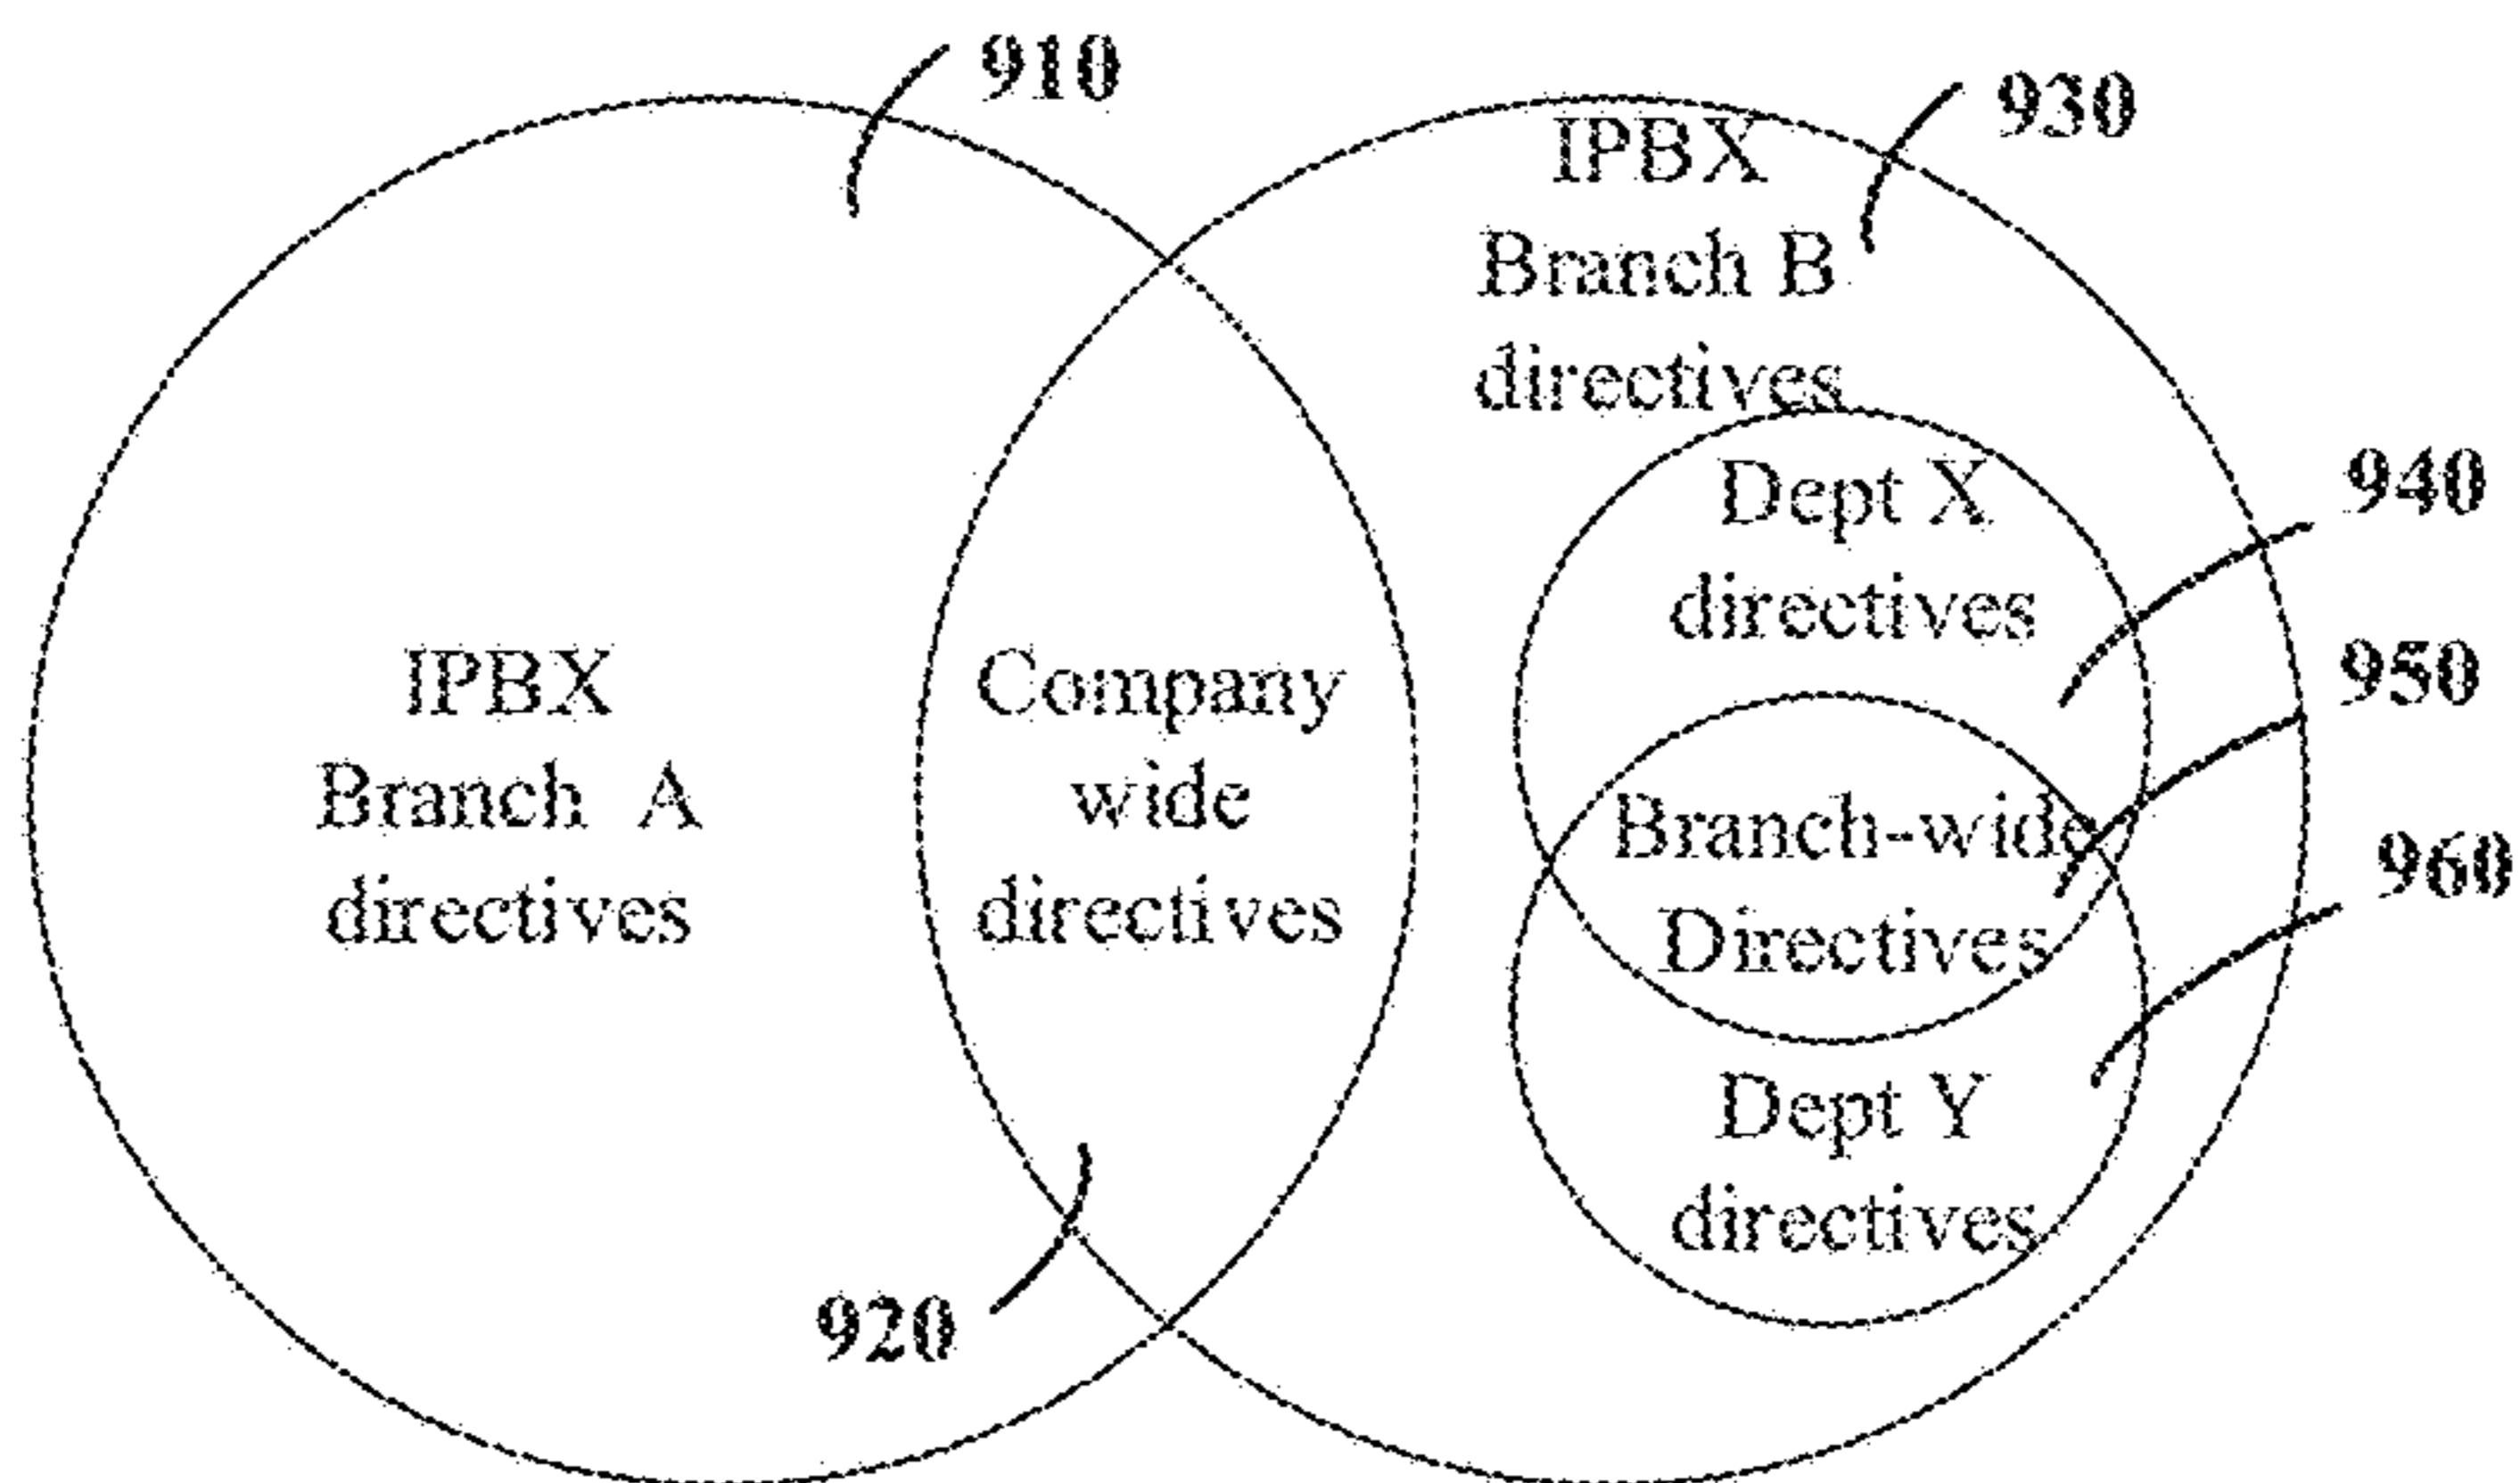 910
930
IPBX
Branch B
directives
Dept X
directives
940
950
960
IPBX
Branch A
directives
Company
wide
directives
Branch-wide
Directives
Dept Y
directives
920